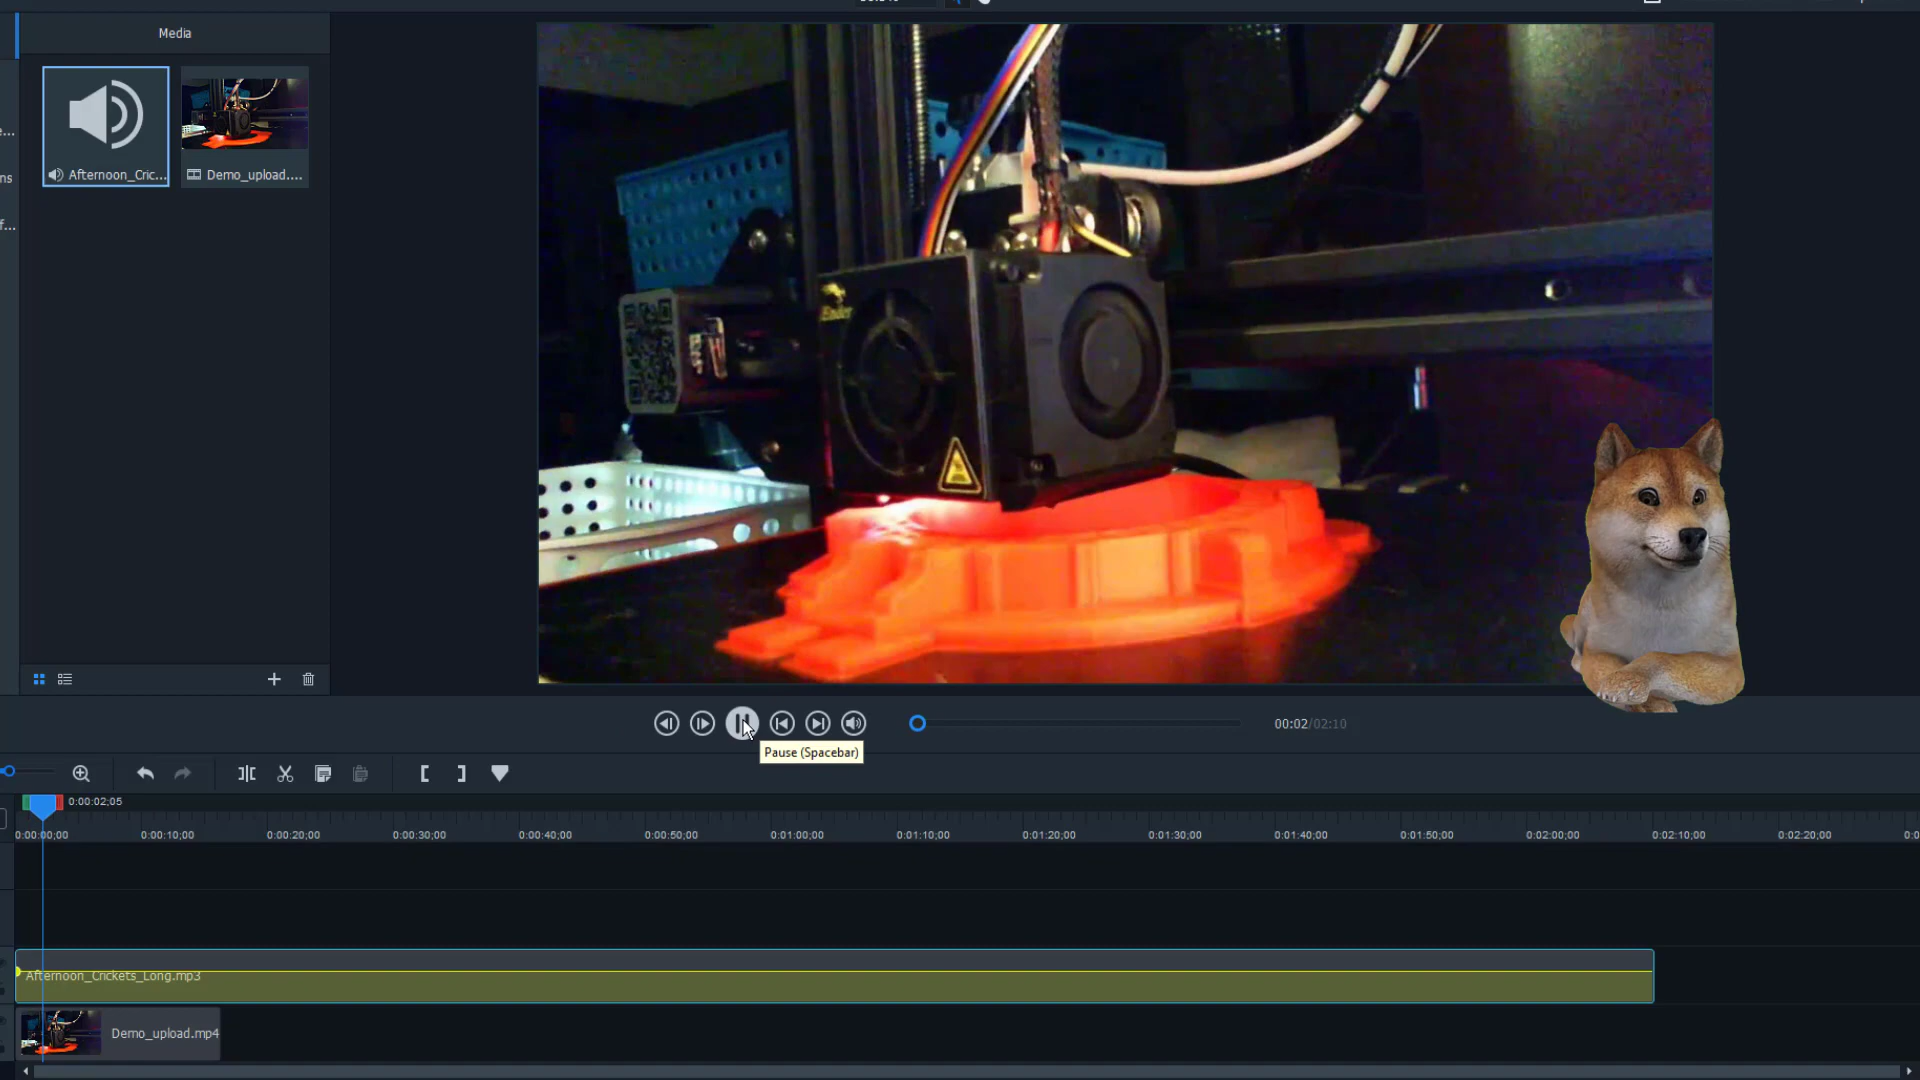 Media
Afternoon_Cric...
Demo_upload....
e...
ns
f...
Ender
00:02/02:10
Pause (Spacebar)
0:00:02;05
0:00:00;00
0:00:10;00
0:00:20;00
0:00:30;00
0:00:40;00
0:00:50;00
0:01:00;00
0:01:10;00
0:01:20;00
0:01:30;00
0:01:40;00
0:01:50;00
0:02:00;00
0:02:10;00
0:02:20;00
Afternoon_Crickets_Long.mp3
Demo_upload.mp4